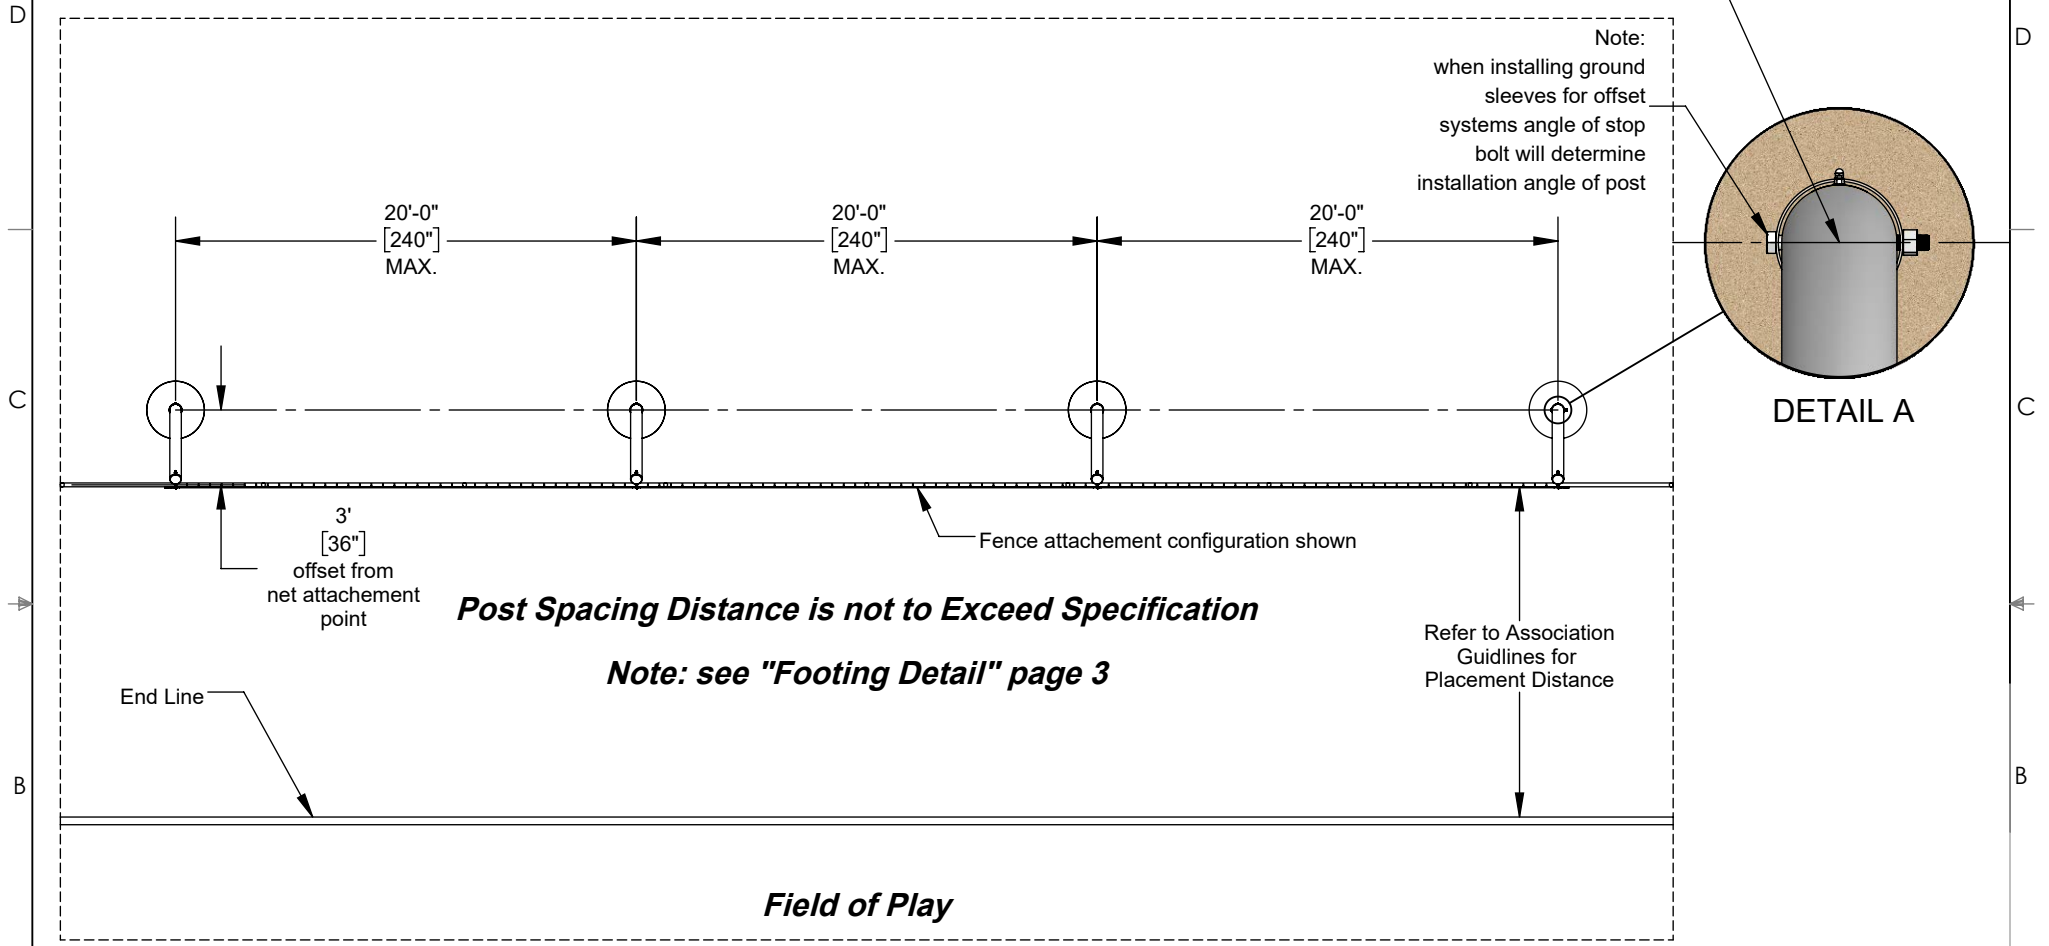 D
D
Note:
when installing ground
sleeves for offset
systems angle of stop
bolt will determine
installation angle of post
20'-0"
[240"]
MAX.
20'-0"
[240"]
MAX.
20'-0"
[240"]
MAX.
C
C
DETAIL A
3'
[36"]
offset from
net attachement
point
Fence attachement configuration shown
Post Spacing Distance is not to Exceed Specification
Note: see "Footing Detail" page 3
Refer to Association
Guidlines for
Placement Distance
End Line
B
B
Field of Play